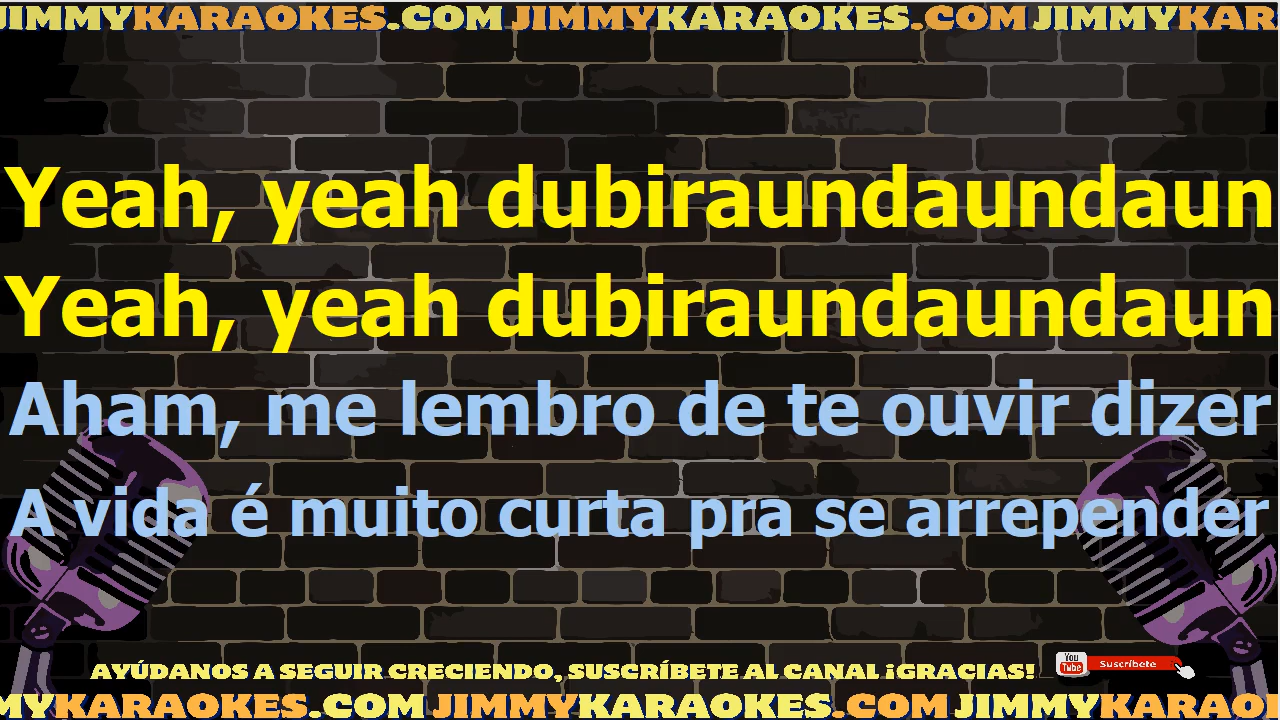 JIMMYKARAOKES.COM JIMMYKARAOKES.COM JIMMYKAR
Yeah, yeah dubiraundaundaun
Yeah, yeah dubiraundaundaun
Aham, me lembro de te ouvir dizer
A vida é muito curta pra se arrepender
AYÚDANOS A SEGUIR CRECIENDO, SUSCRÍBETE AL CANAL ¡GRACIAS!
You Tube Suscríbete
MYKARAOKES.COM JIMMYKARAOKES.COM JIMMYKARAOK